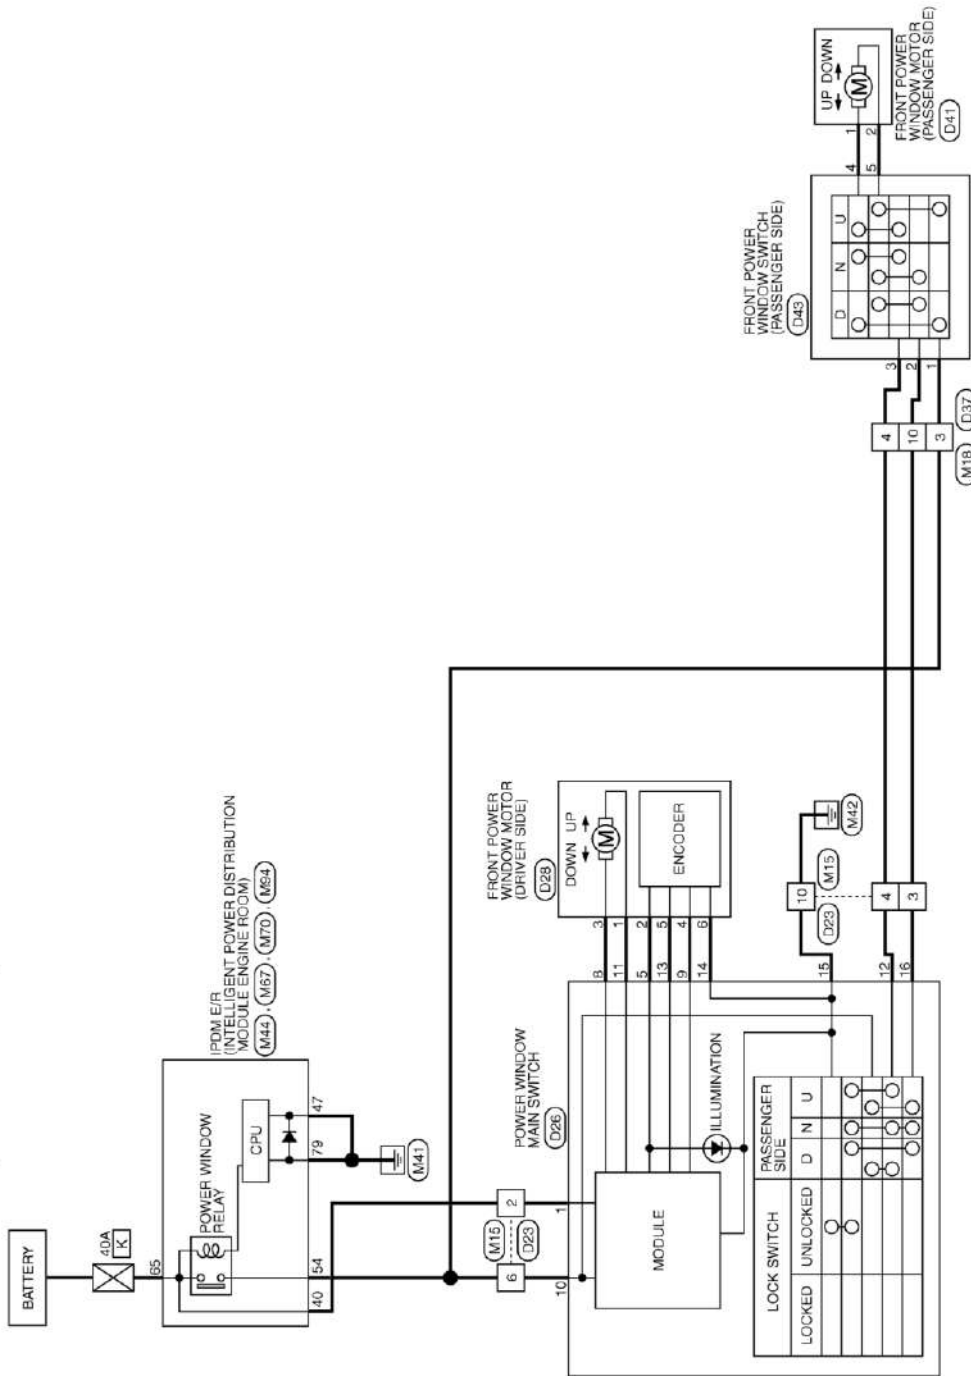 BATTERY
40A
K
IPDM E/R
(INTELLIGENT POWER DISTRIBUTION
MODULE ENGINE ROOM)
M44 , M67 , M70 , M94
65
POWER WINDOW
RELAY
CPU
40
54
79
47
M41
M15
D23
6
2
10
1
POWER WINDOW
MAIN SWITCH
D26
MODULE
ILLUMINATION
LOCK SWITCH
LOCKED
UNLOCKED
PASSENGER
SIDE
D
N
U
8
11
5
13
9
14
15
12
16
3
1
2
5
4
6
FRONT POWER
WINDOW MOTOR
(DRIVER SIDE)
D28
DOWN UP
M
ENCODER
10
D23
M15
M42
4
3
4
10
3
M18
D37
3
2
1
FRONT POWER
WINDOW SWITCH
(PASSENGER SIDE)
D43
D
N
U
4
5
1
2
UP DOWN
M
FRONT POWER
WINDOW MOTOR
(PASSENGER SIDE)
D41